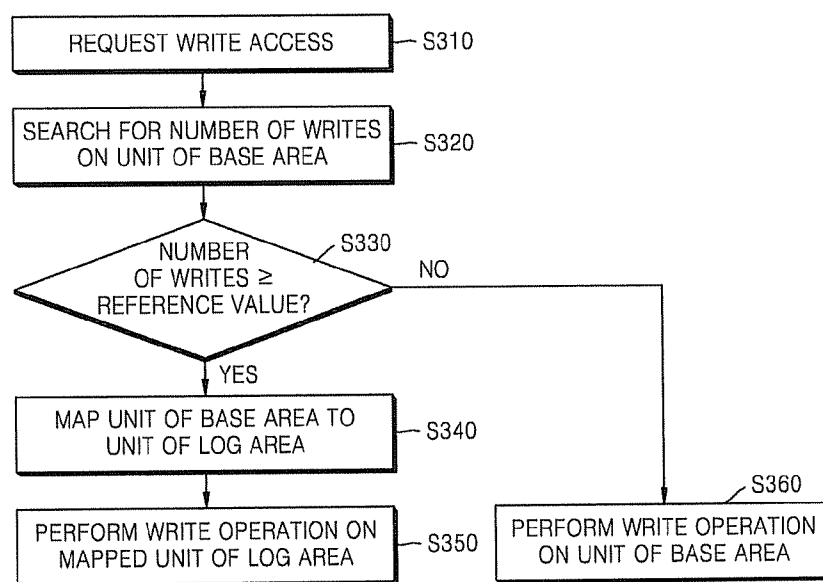 REQUEST WRITE ACCESS
S310
SEARCH FOR NUMBER OF WRITES
ON UNIT OF BASE AREA
S320
NUMBER
OF WRITES ≥
REFERENCE VALUE?
S330
NO
YES
MAP UNIT OF BASE AREA TO
UNIT OF LOG AREA
S340
PERFORM WRITE OPERATION ON
MAPPED UNIT OF LOG AREA
S350
S360
PERFORM WRITE OPERATION
ON UNIT OF BASE AREA